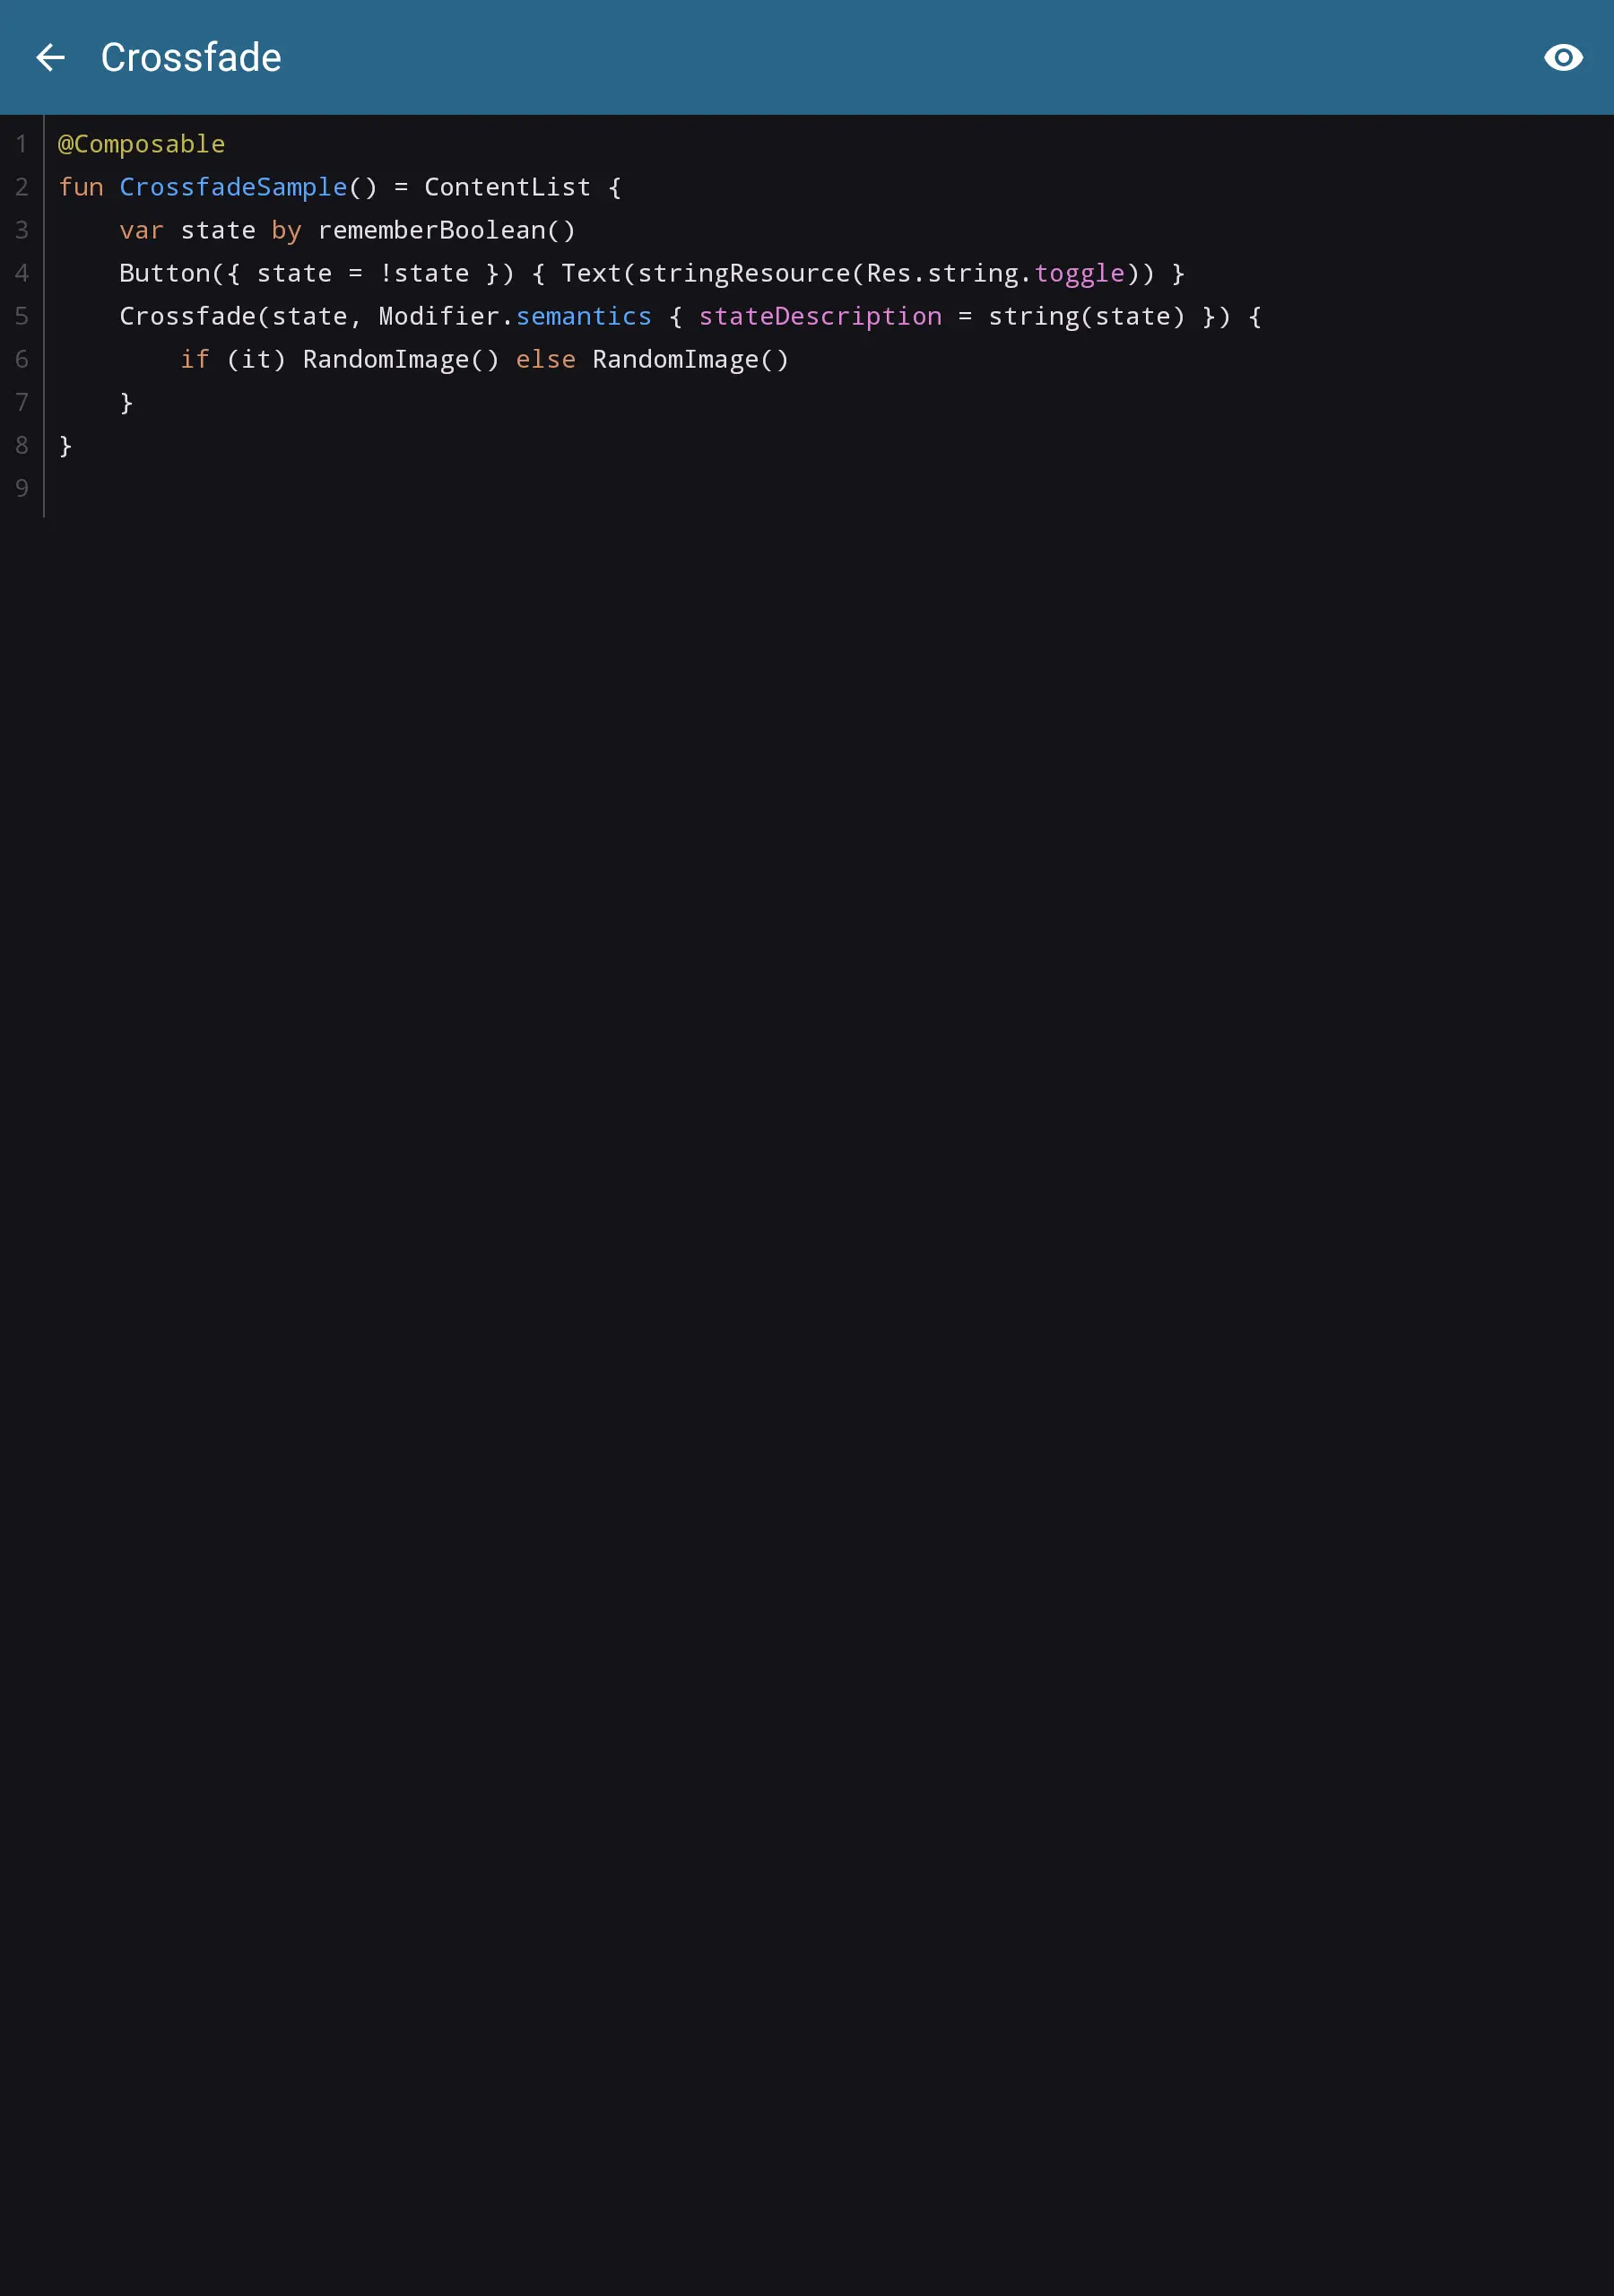 Crossfade
1 @Composable
2 fun CrossfadeSample() = ContentList {
3     var state by rememberBoolean()
4     Button({ state = !state }) { Text(stringResource(Res.string.toggle)) }
5     Crossfade(state, Modifier.semantics { stateDescription = string(state) }) {
6         if (it) RandomImage() else RandomImage()
7     }
8 }
9